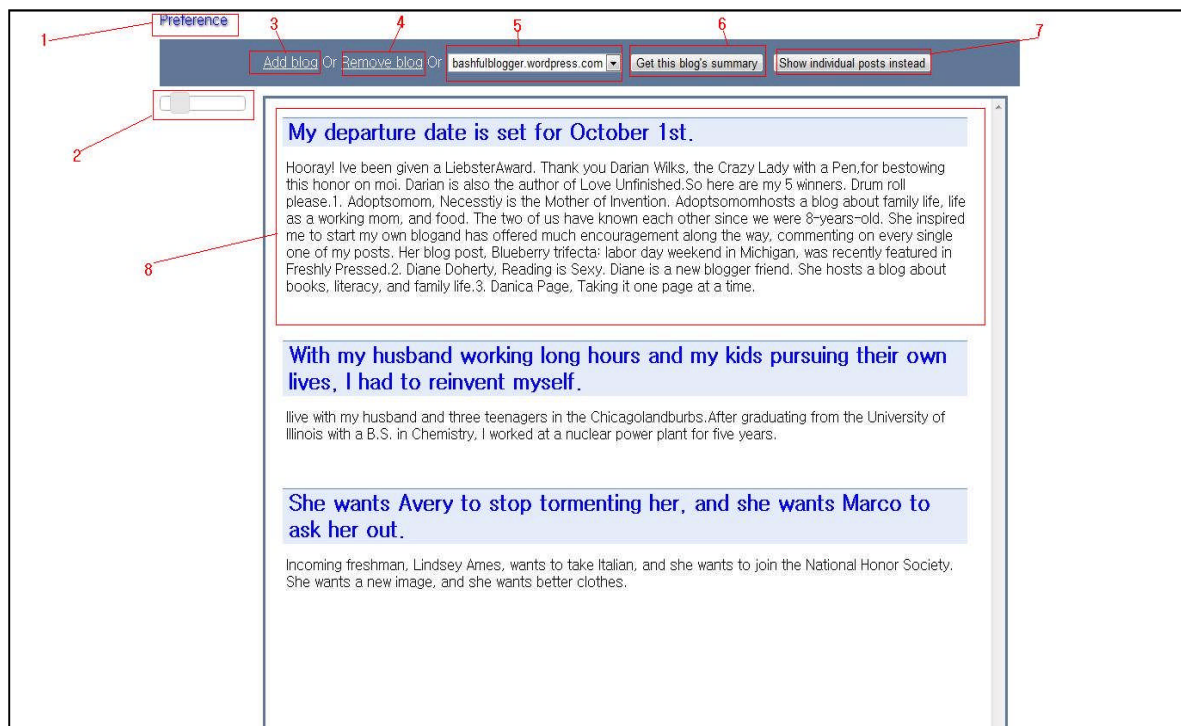 Preference
1
3
4
5
6
7
Add blog Or Remove blog Or bashfulblogger.wordpress.com Get this blog's summary Show individual posts instead
2
My departure date is set for October 1st.
Hooray! Ive been given a LiebsterAward. Thank you Darian Wilks, the Crazy Lady with a Pen,for bestowing
this honor on moi. Darian is also the author of Love Unfinished.So here are my 5 winners. Drum roll
please.1. Adoptsomom, Necesstiy is the Mother of Invention. Adoptsomomhosts a blog about family life, life
as a working mom, and food. The two of us have known each other since we were 8-years-old. She inspired
me to start my own blogand has offered much encouragement along the way, commenting on every single
one of my posts. Her blog post, Blueberry trifecta: labor day weekend in Michigan, was recently featured in
Freshly Pressed.2. Diane Doherty, Reading is Sexy. Diane is a new blogger friend. She hosts a blog about
books, literacy, and family life.3. Danica Page, Taking it one page at a time.
8
With my husband working long hours and my kids pursuing their own
lives, I had to reinvent myself.
Ilive with my husband and three teenagers in the Chicagolandburbs.After graduating from the University of
Illinois with a B.S. in Chemistry, I worked at a nuclear power plant for five years.
She wants Avery to stop tormenting her, and she wants Marco to
ask her out.
Incoming freshman, Lindsey Ames, wants to take Italian, and she wants to join the National Honor Society.
She wants a new image, and she wants better clothes.